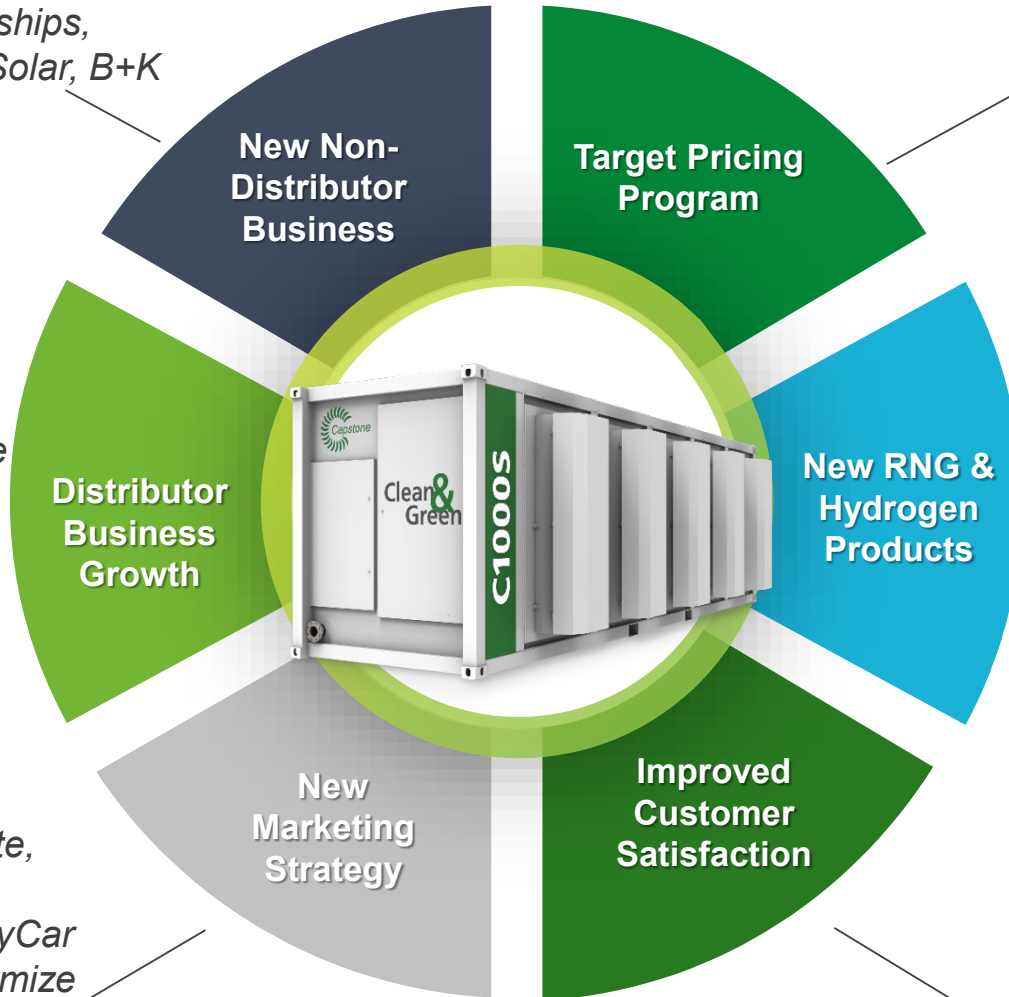 ships,
Solar, B+K
New Non-
Distributor
Business
Target Pricing
Program
e
Distributor
Business
Growth
Capstone
Clean&
Green
C1000S
New RNG &
Hydrogen
Products
New
Marketing
Strategy
Improved
Customer
Satisfaction
te,
yCar
mize